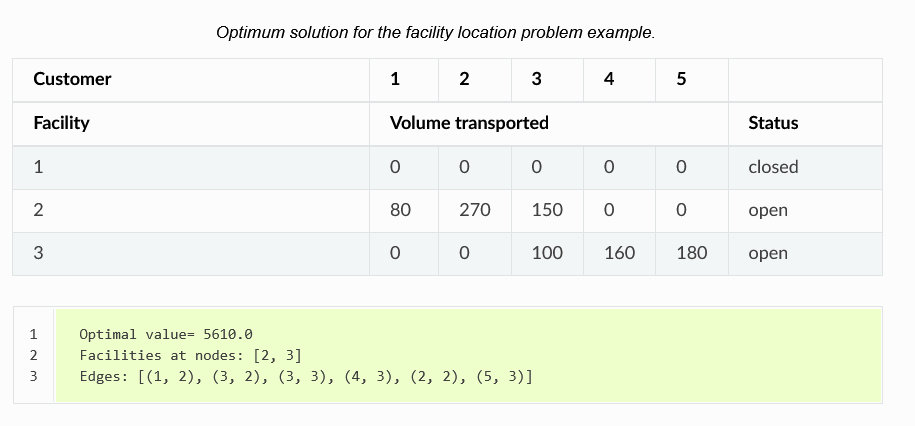 Optimum solution for the facility location problem example.
Customer 1 2 3 4 5
Facility Volume transported Status
1 0 0 0 0 0 closed
2 80 270 150 0 0 open
3 0 0 100 160 180 open
1 Optimal value= 5610.0
2 Facilities at nodes: [2, 3]
3 Edges: [(1, 2), (3, 2), (3, 3), (4, 3), (2, 2), (5, 3)]